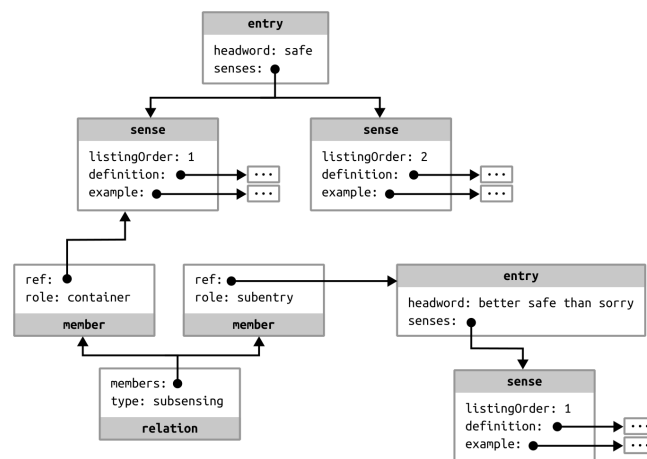 entry
headword: safe
senses:
sense
listingOrder: 1
definition: ...
example: ...
sense
listingOrder: 2
definition: ...
example: ...
ref:
role: container
member
ref:
role: subentry
member
entry
headword: better safe than sorry
senses:
members:
type: subsensing
relation
sense
listingOrder: 1
definition: ...
example: ...